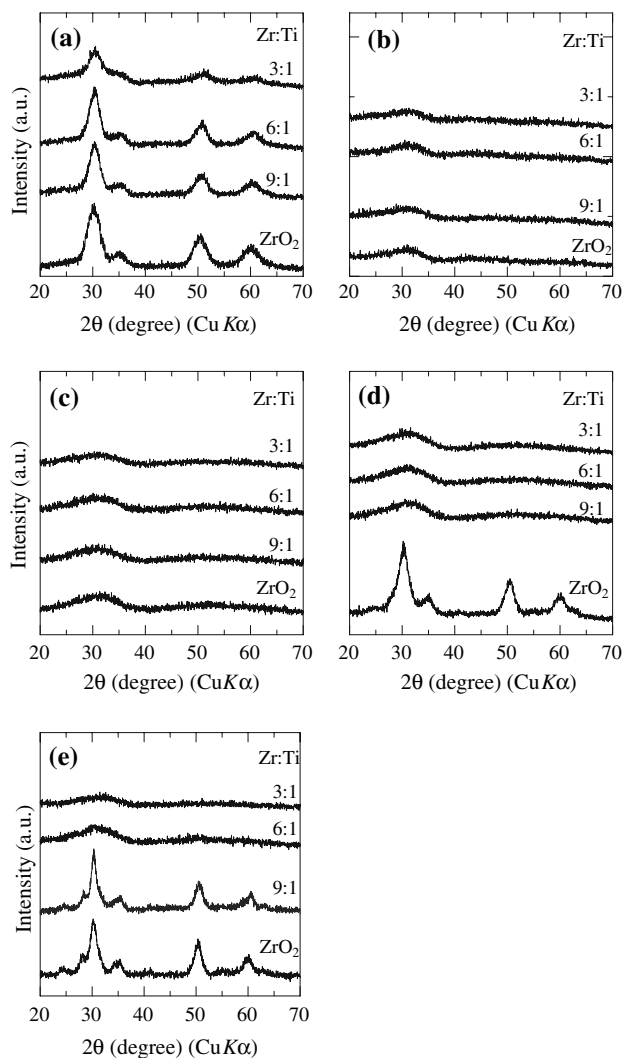 (a) Zr:Ti
3:1
6:1
9:1
ZrO₂
Intensity (a.u.)
20 30 40 50 60 70
2θ (degree) (Cu Kα)
(b) Zr:Ti
3:1
6:1
9:1
ZrO₂
20 30 40 50 60 70
2θ (degree) (Cu Kα)
(c) Zr:Ti
3:1
6:1
9:1
ZrO₂
Intensity (a.u.)
20 30 40 50 60 70
2θ (degree) (CuKα)
(d) Zr:Ti
3:1
6:1
9:1
ZrO₂
20 30 40 50 60 70
2θ (degree) (CuKα)
(e) Zr:Ti
3:1
6:1
9:1
ZrO₂
Intensity (a.u.)
20 30 40 50 60 70
2θ (degree) (CuKα)